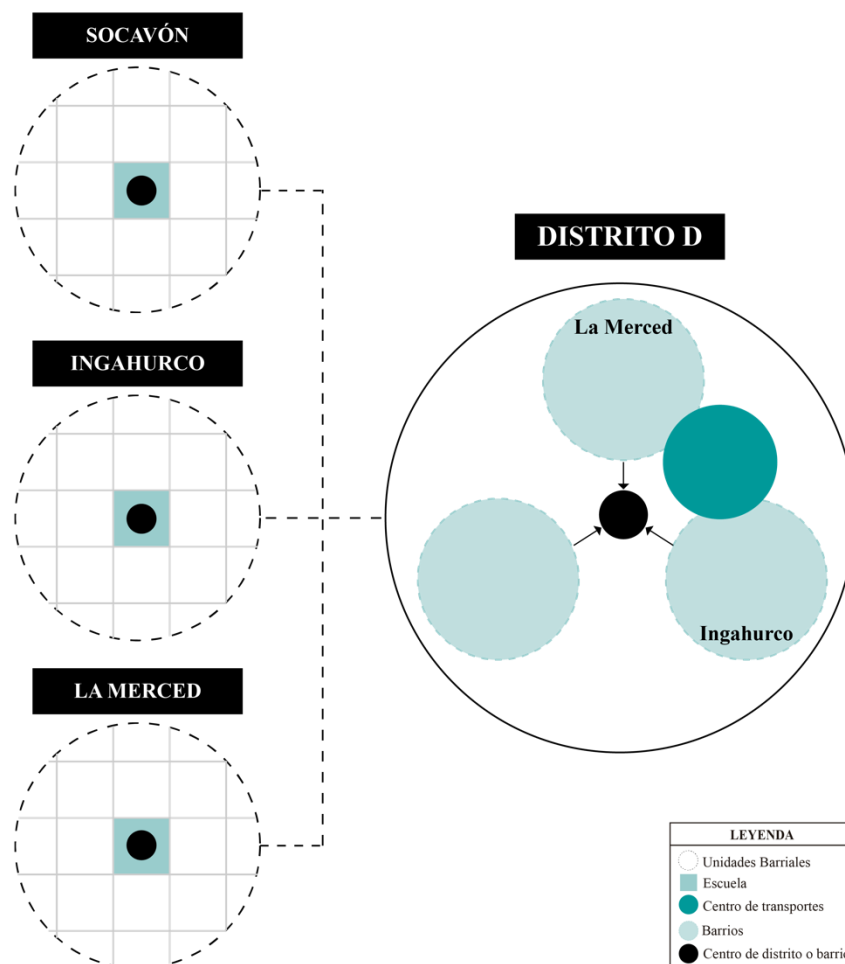 SOCAVÓN
INGAHURCO
LA MERCED
DISTRITO D
La Merced
Ingahurco
LEYENDA
Unidades Barriales
Escuela
Centro de transportes
Barrios
Centro de distrito o barrio